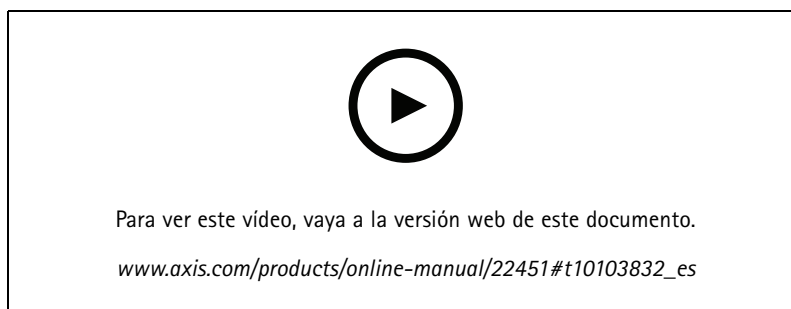 Para ver este vídeo, vaya a la versión web de este documento.
www.axis.com/products/online-manual/22451#t10103832_es